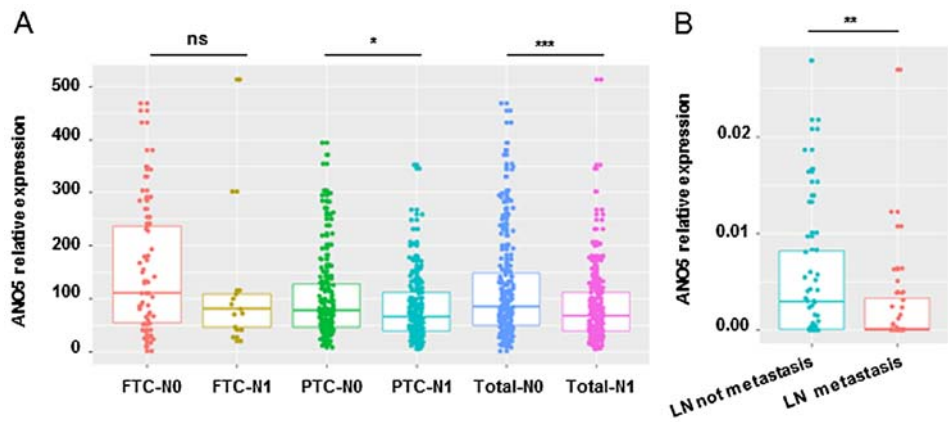 A
ns
*
***
ANO5 relative expression
500
400
300
200
100
0
FTC-N0
FTC-N1
PTC-N0
PTC-N1
Total-N0
Total-N1
B
**
ANO5 relative expression
0.02
0.01
0.00
LN not metastasis
LN metastasis